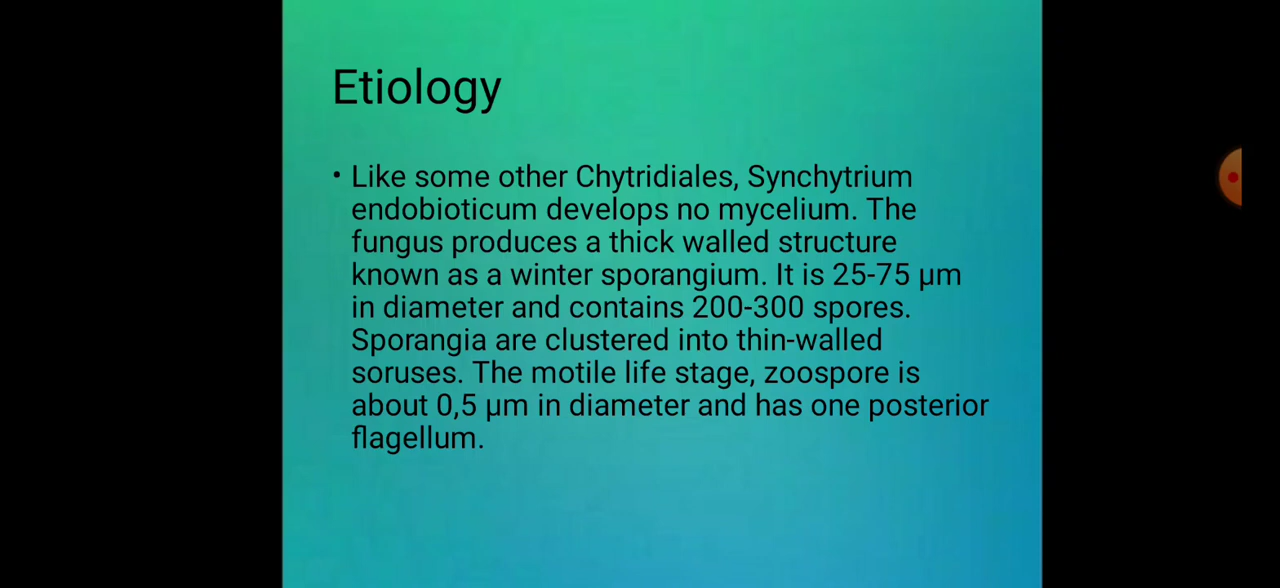 Etiology
• Like some other Chytridiales, Synchytrium
endobioticum develops no mycelium. The
fungus produces a thick walled structure
known as a winter sporangium. It is 25-75 µm
in diameter and contains 200-300 spores.
Sporangia are clustered into thin-walled
soruses. The motile life stage, zoospore is
about 0,5 µm in diameter and has one posterior
flagellum.